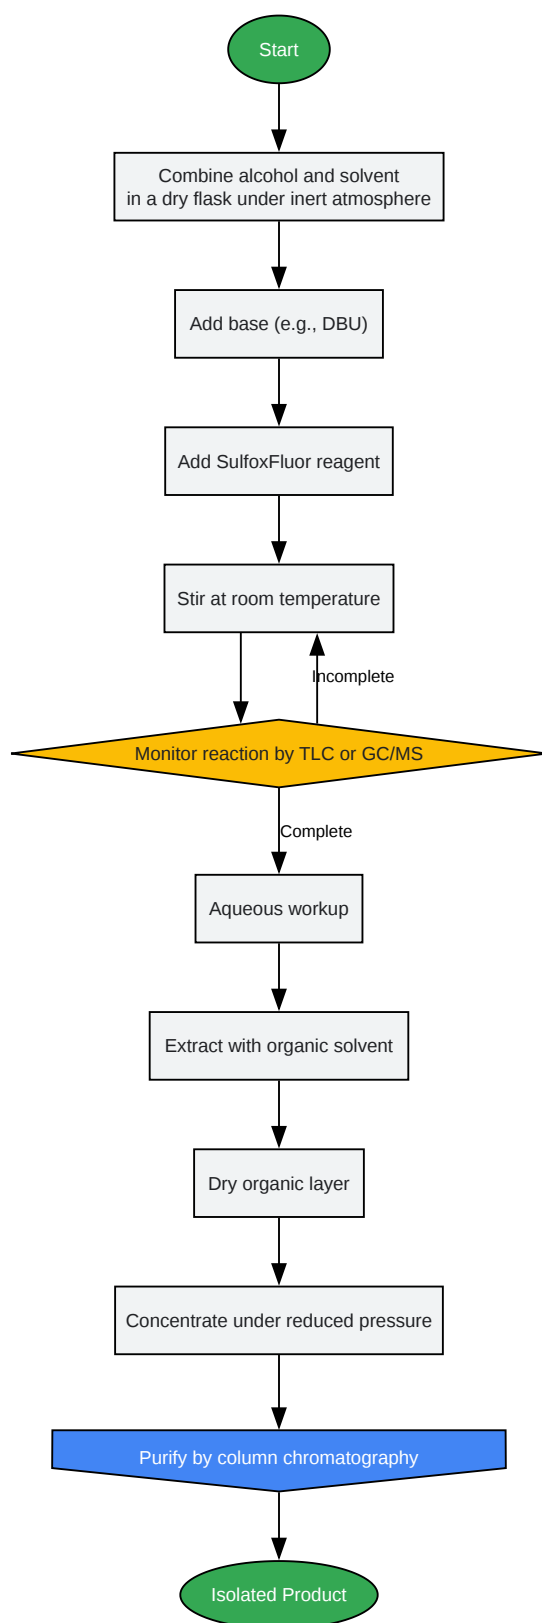 Start
Combine alcohol and solvent
in a dry flask under inert atmosphere
Add base (e.g., DBU)
Add SulfoxFluor reagent
Stir at room temperature
Incomplete
Monitor reaction by TLC or GC/MS
Complete
Aqueous workup
Extract with organic solvent
Dry organic layer
Concentrate under reduced pressure
Purify by column chromatography
Isolated Product